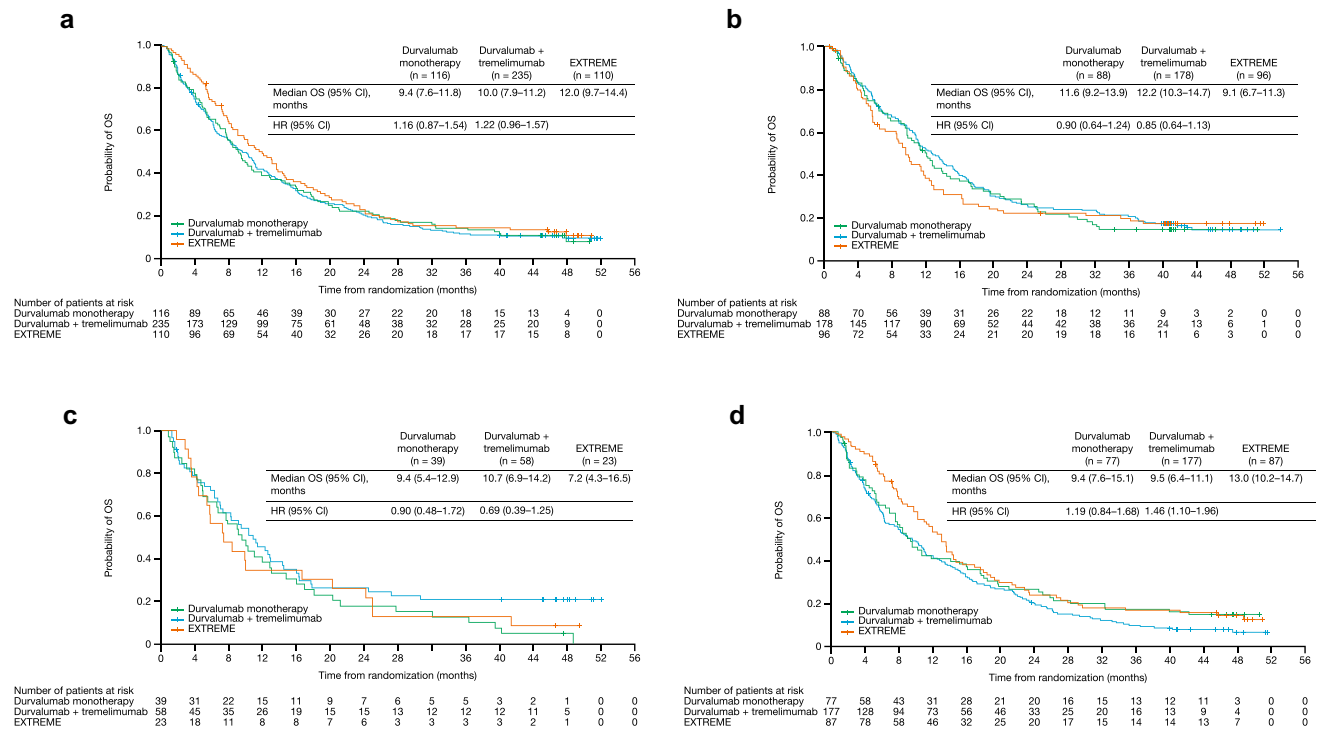 a
Durvalumab monotherapy (n = 116)
Durvalumab + tremelimumab (n = 235)
EXTREME (n = 110)
Median OS (95% CI), months 9.4 (7.6–11.8) 10.0 (7.9–11.2) 12.0 (9.7–14.4)
HR (95% CI) 1.16 (0.87–1.54) 1.22 (0.96–1.57)
Probability of OS
1.0
0.8
0.6
0.4
0.2
0
Durvalumab monotherapy
Durvalumab + tremelimumab
EXTREME
0 4 8 12 16 20 24 28 32 36 40 44 48 52 56
Time from randomization (months)
Number of patients at risk
Durvalumab monotherapy 116 89 65 46 39 30 27 22 20 18 15 13 4 0
Durvalumab + tremelimumab 235 173 129 99 75 61 48 38 32 28 25 20 9 0
EXTREME 110 96 69 54 40 32 26 20 18 17 17 15 8 0
b
Durvalumab monotherapy (n = 88)
Durvalumab + tremelimumab (n = 178)
EXTREME (n = 96)
Median OS (95% CI), months 11.6 (9.2–13.9) 12.2 (10.3–14.7) 9.1 (6.7–11.3)
HR (95% CI) 0.90 (0.64–1.24) 0.85 (0.64–1.13)
Probability of OS
1.0
0.8
0.6
0.4
0.2
0
Durvalumab monotherapy
Durvalumab + tremelimumab
EXTREME
0 4 8 12 16 20 24 28 32 36 40 44 48 52 56
Time from randomization (months)
Number of patients at risk
Durvalumab monotherapy 88 70 56 39 31 26 22 18 12 11 9 3 2 0 0
Durvalumab + tremelimumab 178 145 117 90 69 52 44 42 38 36 24 13 6 1 0
EXTREME 96 72 54 33 24 21 20 19 18 16 11 6 3 0 0
c
Durvalumab monotherapy (n = 39)
Durvalumab + tremelimumab (n = 58)
EXTREME (n = 23)
Median OS (95% CI), months 9.4 (5.4–12.9) 10.7 (6.9–14.2) 7.2 (4.3–16.5)
HR (95% CI) 0.90 (0.48–1.72) 0.69 (0.39–1.25)
Probability of OS
1.0
0.8
0.6
0.4
0.2
0
Durvalumab monotherapy
Durvalumab + tremelimumab
EXTREME
0 4 8 12 16 20 24 28 32 36 40 44 48 52 56
Time from randomization (months)
Number of patients at risk
Durvalumab monotherapy 39 31 22 15 11 9 7 6 5 5 3 2 1 0 0
Durvalumab + tremelimumab 58 45 35 26 19 15 15 13 12 12 12 11 5 0 0
EXTREME 23 18 11 8 8 7 6 3 3 3 3 2 1 0 0
d
Durvalumab monotherapy (n = 77)
Durvalumab + tremelimumab (n = 177)
EXTREME (n = 87)
Median OS (95% CI), months 9.4 (7.6–15.1) 9.5 (6.4–11.1) 13.0 (10.2–14.7)
HR (95% CI) 1.19 (0.84–1.68) 1.46 (1.10–1.96)
Probability of OS
1.0
0.8
0.6
0.4
0.2
0
Durvalumab monotherapy
Durvalumab + tremelimumab
EXTREME
0 4 8 12 16 20 24 28 32 36 40 44 48 52 56
Time from randomization (months)
Number of patients at risk
Durvalumab monotherapy 77 58 43 31 28 21 20 16 15 13 12 11 3 0 0
Durvalumab + tremelimumab 177 128 94 73 56 46 33 25 20 16 13 9 4 0 0
EXTREME 87 78 58 46 32 25 20 17 15 14 14 13 7 0 0